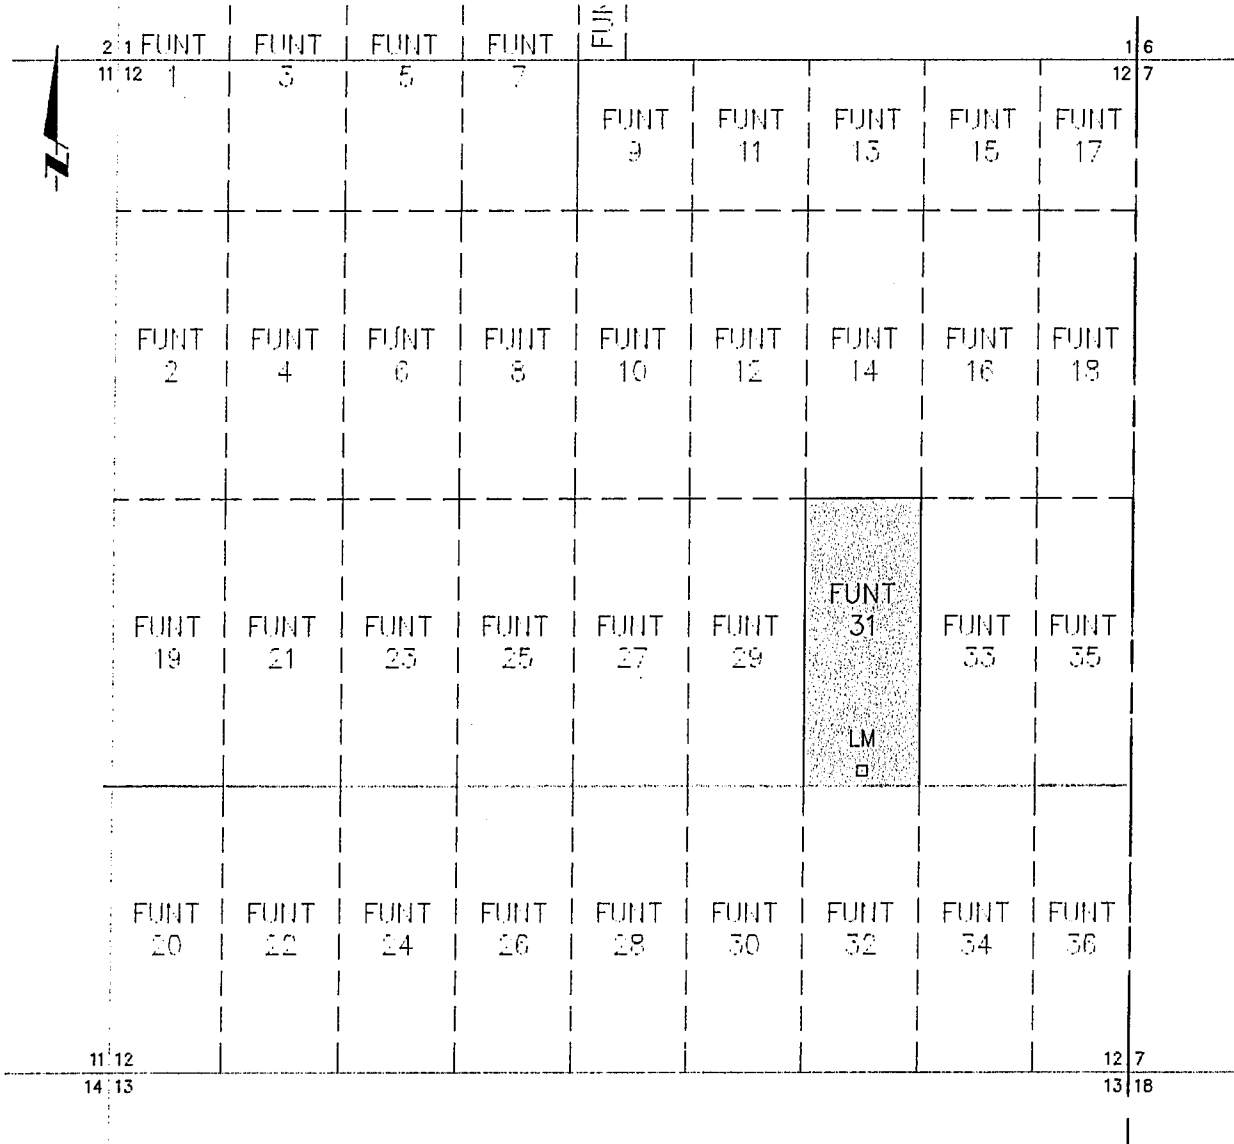 2 1 FUNT FUNT FUNT FUNT FUN 1 6
11 12 1 3 5 7 12 7
N
FUNT FUNT FUNT FUNT FUNT
9 11 13 15 17
FUNT FUNT FUNT FUNT FUNT FUNT FUNT FUNT FUNT
2 4 6 8 10 12 14 16 18
FUNT
31
FUNT FUNT FUNT FUNT FUNT FUNT FUNT FUNT
19 21 23 25 27 29 33 35
LM
FUNT FUNT FUNT FUNT FUNT FUNT FUNT FUNT FUNT
20 22 24 26 28 30 32 34 36
11 12 12 7
14 13 13 18